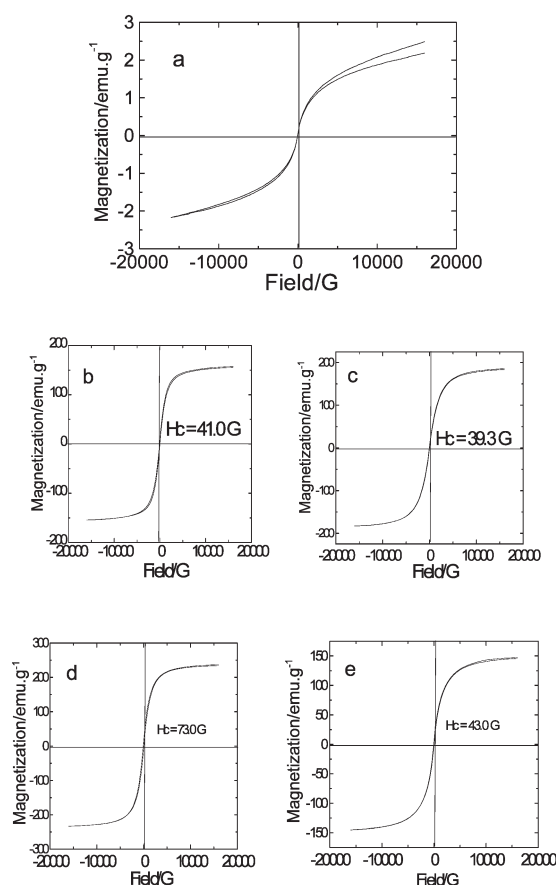 3
2
1
0
-1
-2
-3
a
Magnetization/emu.g-1
-20000 -10000 0 10000 20000
Field/G
200
100
0
-100
-200
b
Hc=41.0G
Magnetization/emu.g-1
-20000 -10000 0 10000 20000
Field/G
200
100
0
-100
-200
c
Hc=39.3G
Magnetization/emu.g-1
-20000 -10000 0 10000 20000
Field/G
300
200
100
0
-100
-200
-300
d
Hc=73.0G
Magnetization/emu.g-1
-20000 -10000 0 10000 20000
Field/G
150
100
50
0
-50
-100
-150
e
Hc=43.0G
Magnetization/emu.g-1
-20000 -10000 0 10000 20000
Field/G